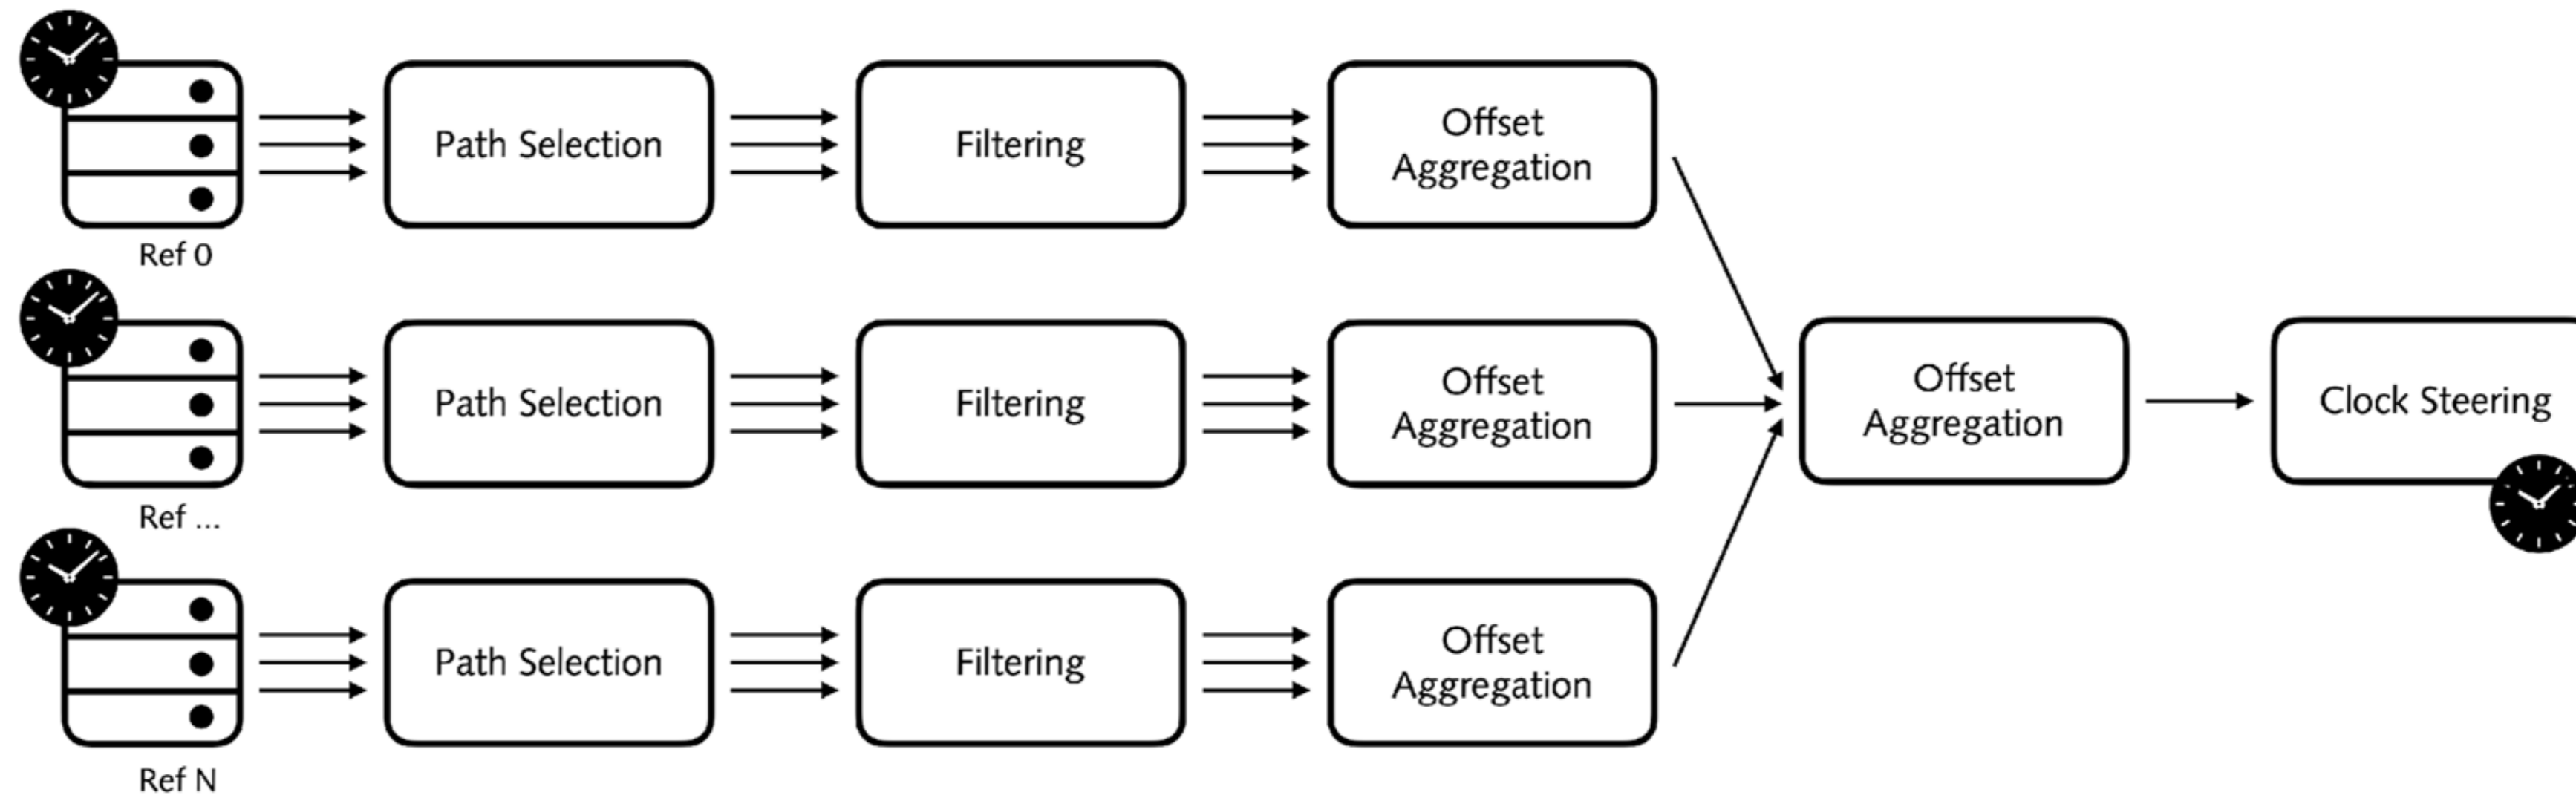 Path Selection
Filtering
Offset
Aggregation
Ref 0
Path Selection
Filtering
Offset
Aggregation
Offset
Aggregation
Clock Steering
Ref ...
Path Selection
Filtering
Offset
Aggregation
Ref N